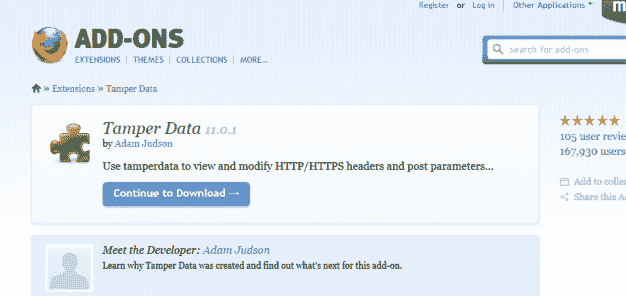 Register or Log in | Other Applications
ADD-ONS
EXTENSIONS | THEMES | COLLECTIONS | MORE...
search for add-ons
» Extensions » Tamper Data
Tamper Data 11.0.1
by Adam Judson
Use tamperdata to view and modify HTTP/HTTPS headers and post parameters...
Continue to Download →
105 user revie
167,930 users
Add to collec
Share this Ad
Meet the Developer: Adam Judson
Learn why Tamper Data was created and find out what's next for this add-on.